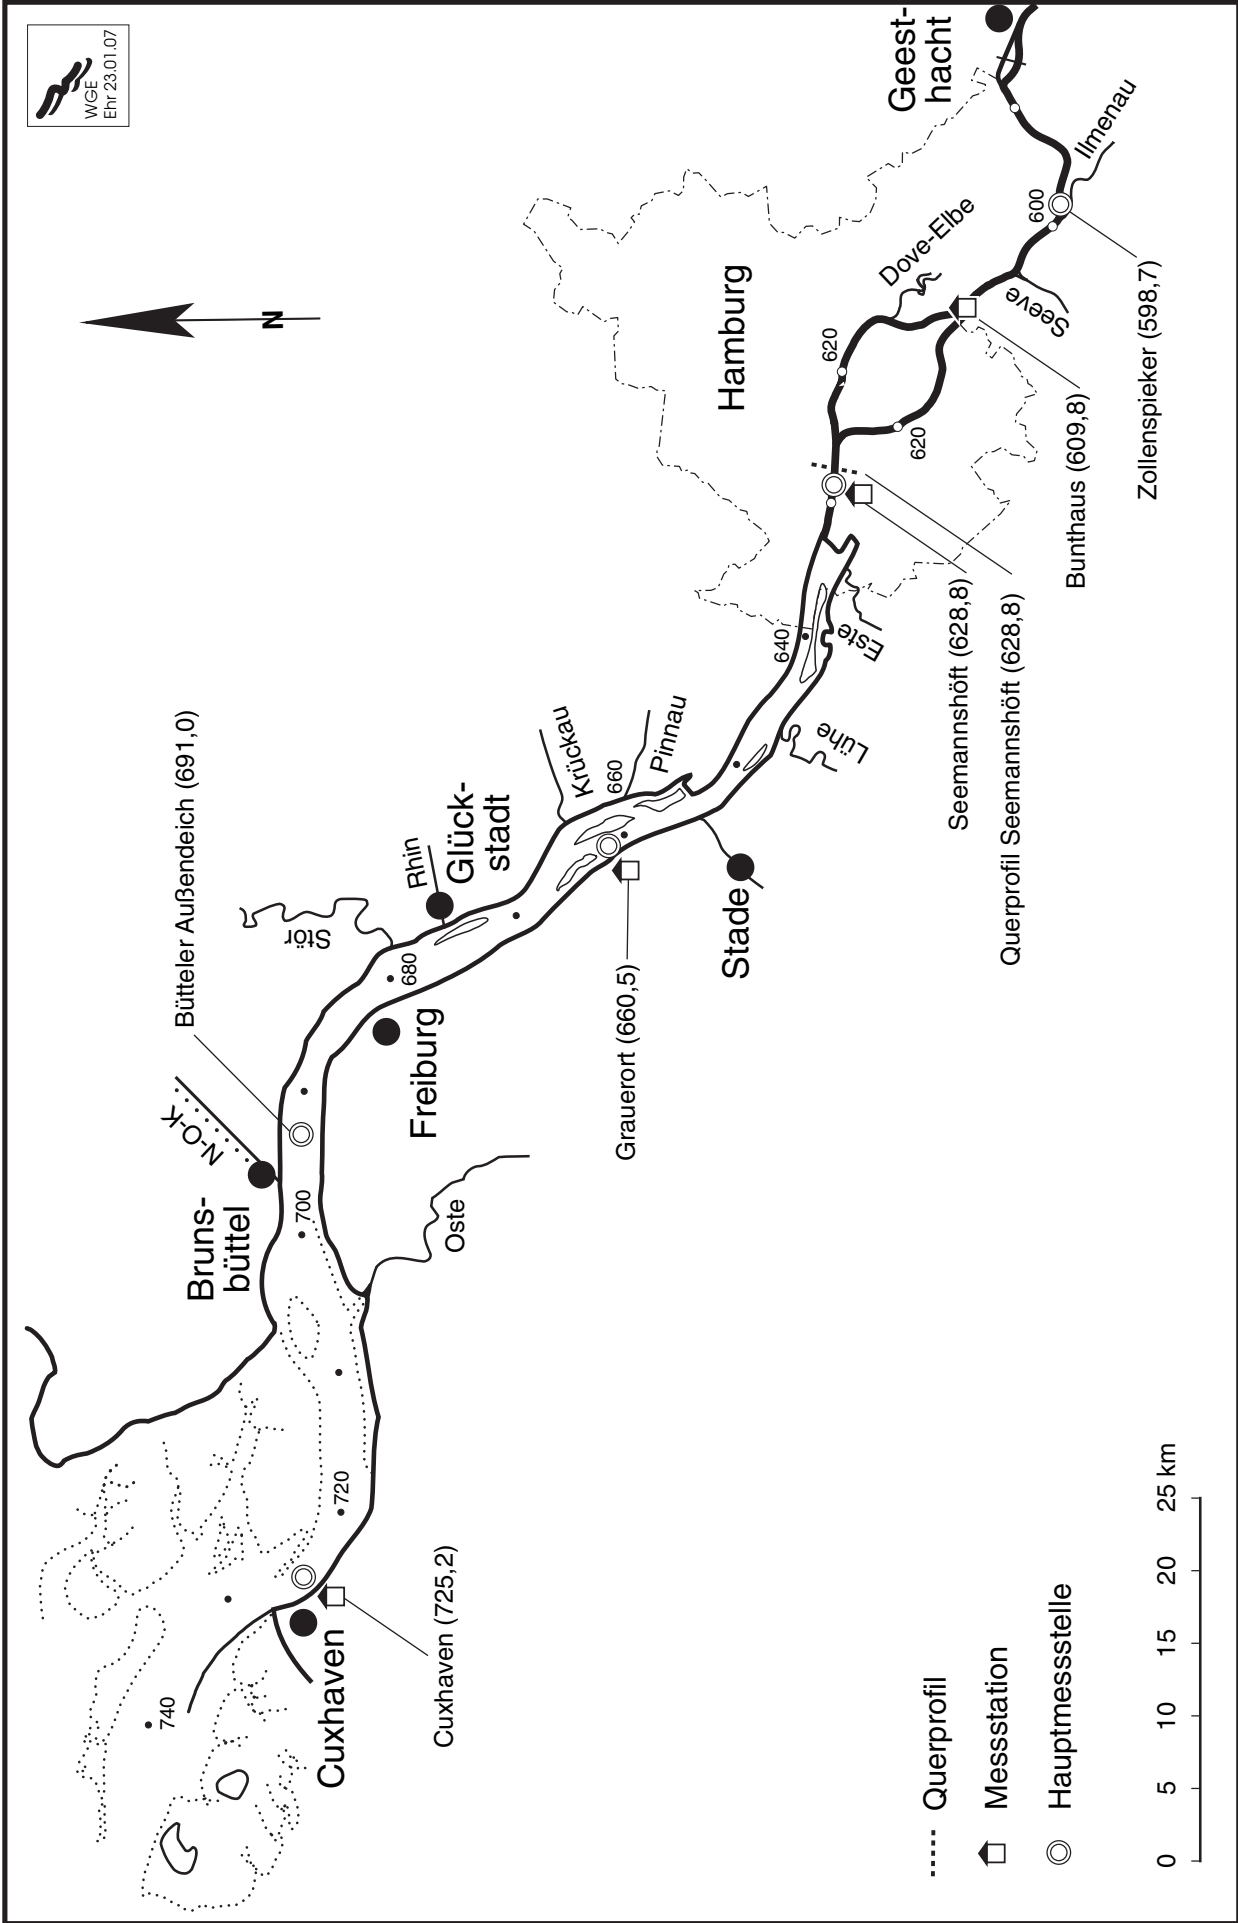 WGE
Ehr 23.01.07
N
Büttteler Außendeich (691,0)
N-O-K
Bruns-
büttel
700
Stör
Rhin
Glück-
stadt
Krückau
660
Pinnau
680
Freiburg
Oste
720
740
Cuxhaven
Cuxhaven (725,2)
Grauerort (660,5)
Stade
Lühe
640
Este
Hamburg
620
620
Dove-Elbe
Geest-
hacht
Ilmenau
600
Seeve
Seemannshöft (628,8)
Querprofil Seemannshöft (628,8)
Bunthaus (609,8)
Zollenspieker (598,7)
Querprofil
Messstation
Hauptmessstelle
0 5 10 15 20 25 km